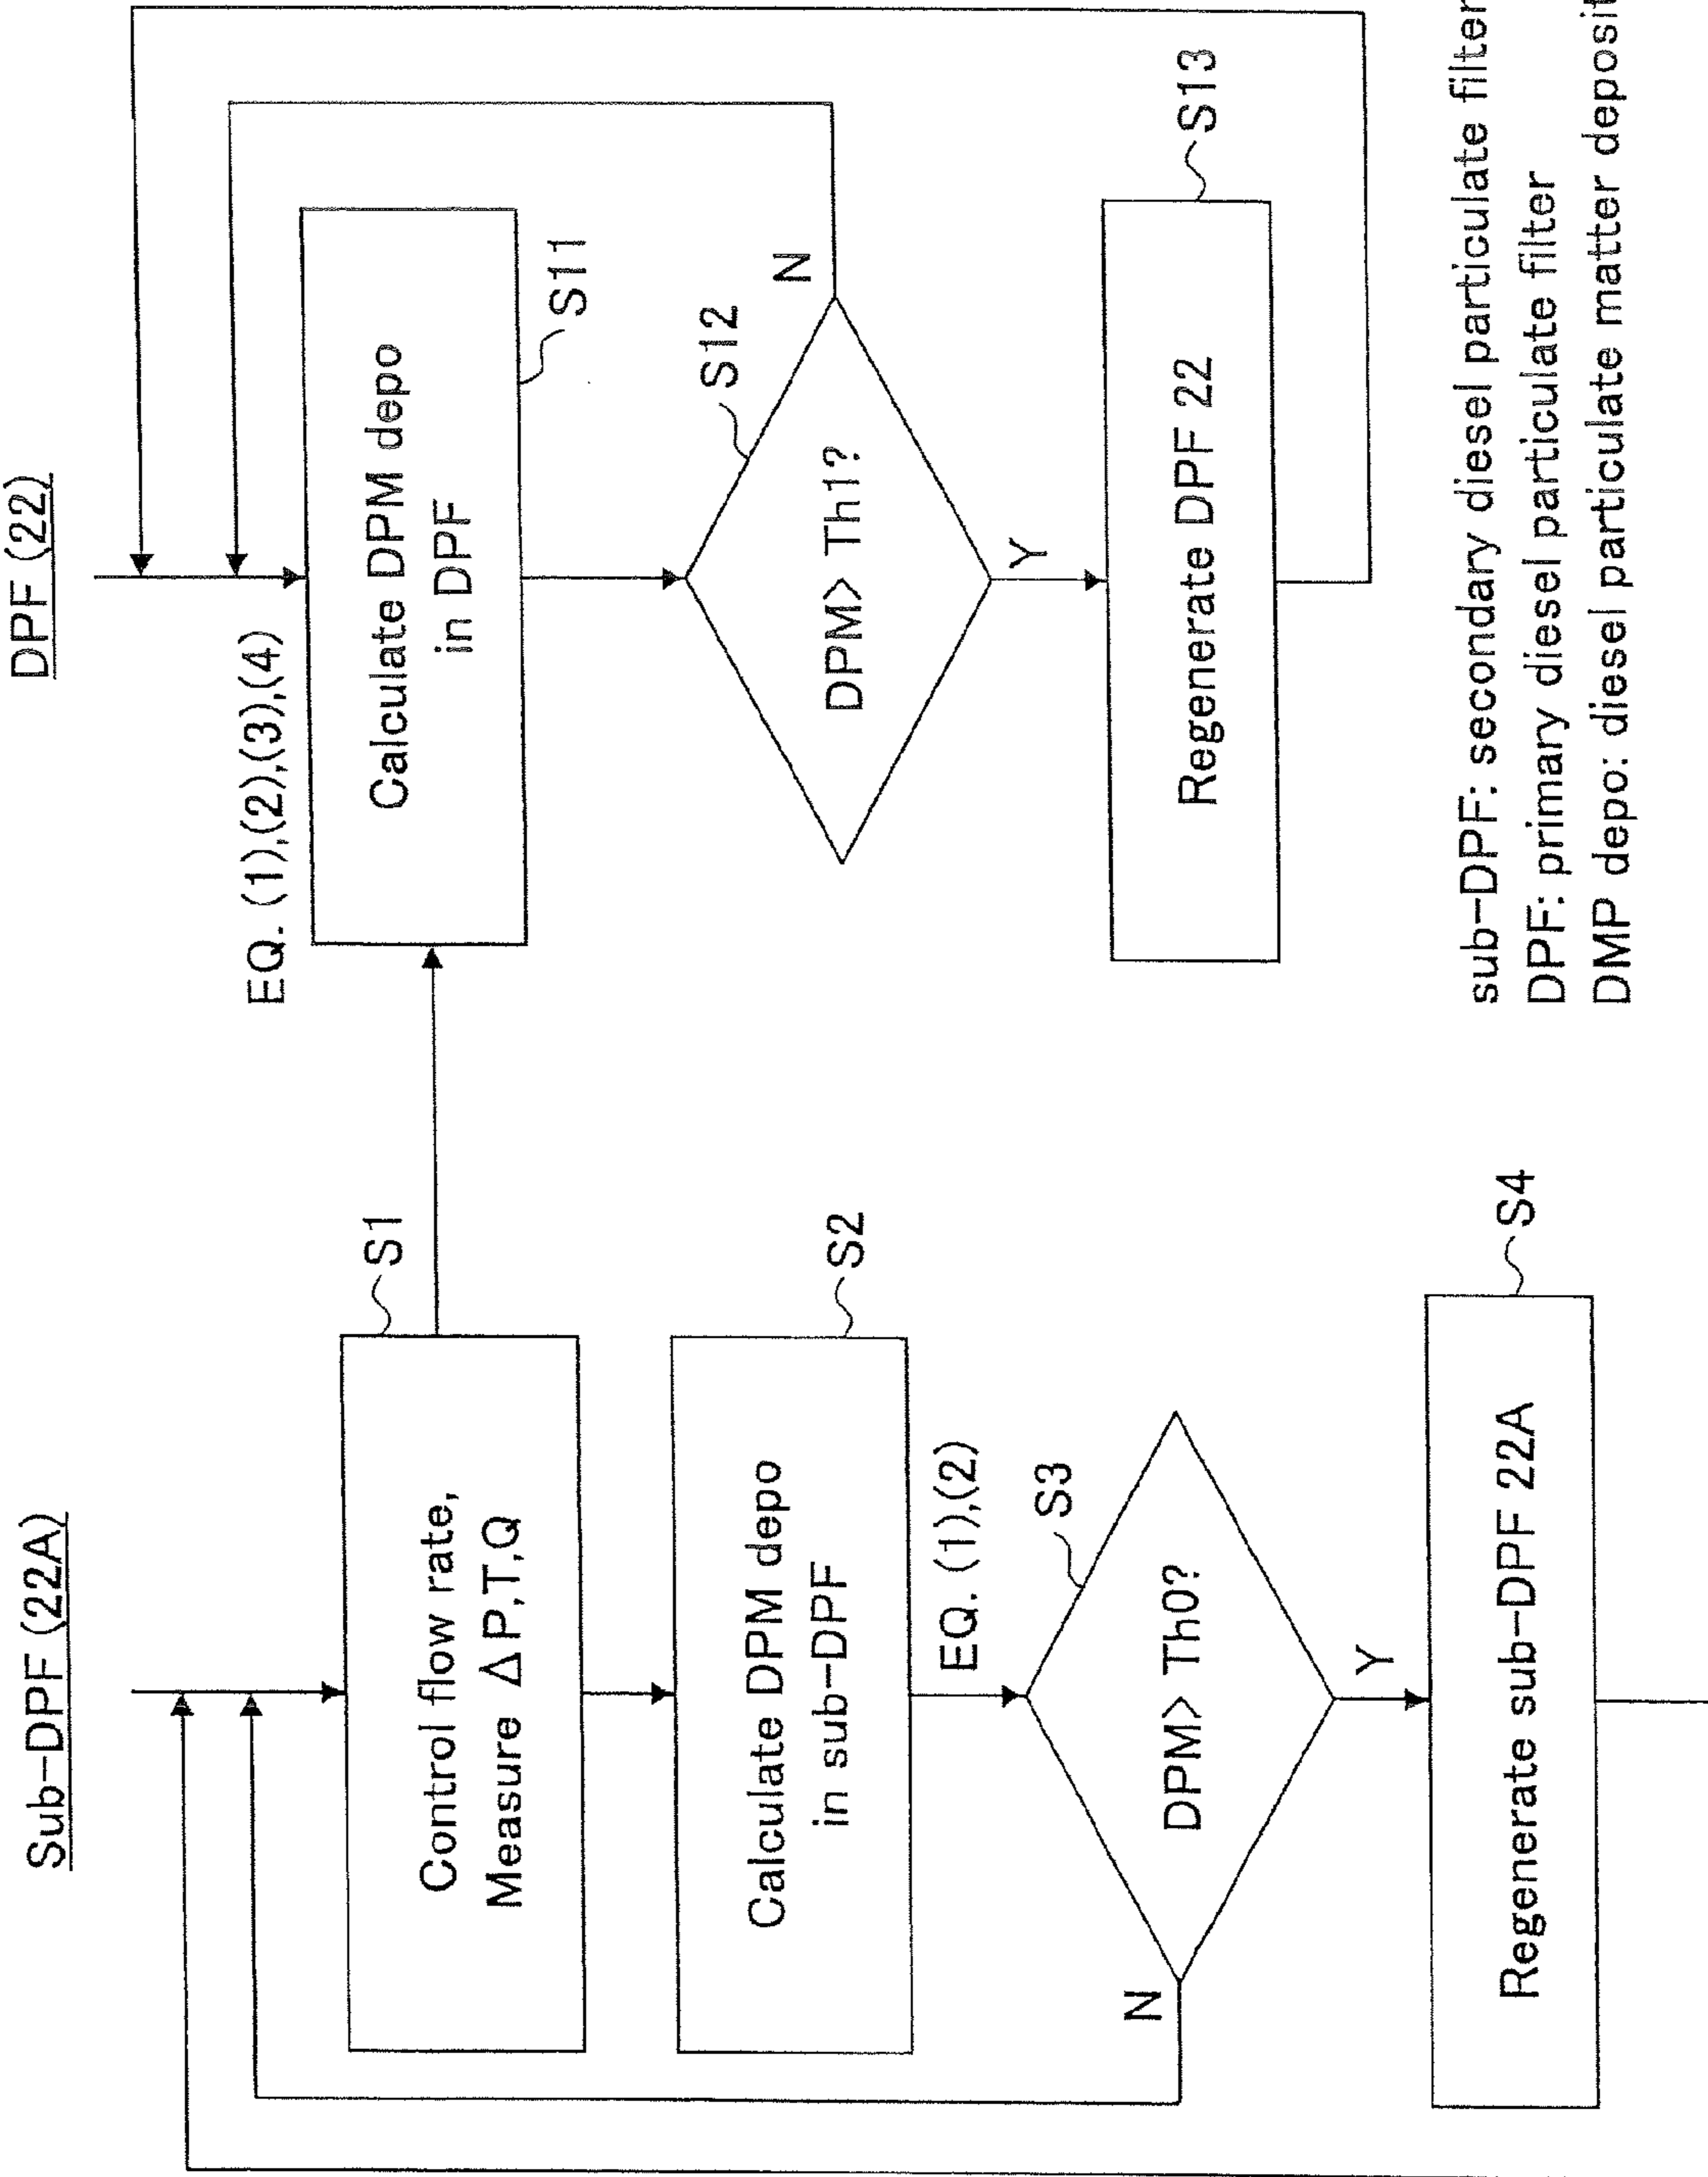 Sub-DPF (22A)
Control flow rate,
Measure ΔP,T,Q
S1
Calculate DPM depo
in sub-DPF
S2
EQ. (1),(2)
S3
DPM> Th0?
N
Y
Regenerate sub-DPF 22A
S4
DPF (22)
EQ. (1),(2),(3),(4)
Calculate DPM depo
in DPF
S11
S12
DPM> Th1?
N
Y
Regenerate DPF 22
S13
sub-DPF: secondary diesel particulate filter
DPF: primary diesel particulate filter
DMP depo: diesel particulate matter deposit